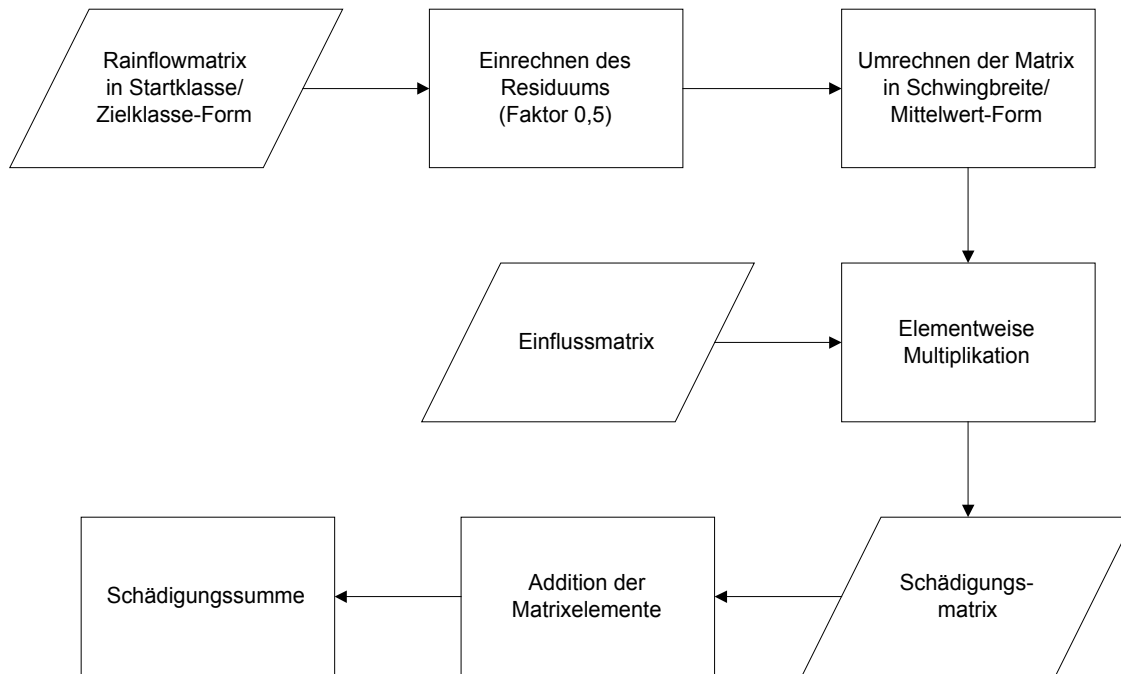 Rainflowmatrix
in Startklasse/
Zielklasse-Form
Einrechnen des
Residuums
(Faktor 0,5)
Umrechnen der Matrix
in Schwingbreite/
Mittelwert-Form
Einflussmatrix
Elementweise
Multiplikation
Schädigungssumme
Addition der
Matrixelemente
Schädigungs-
matrix